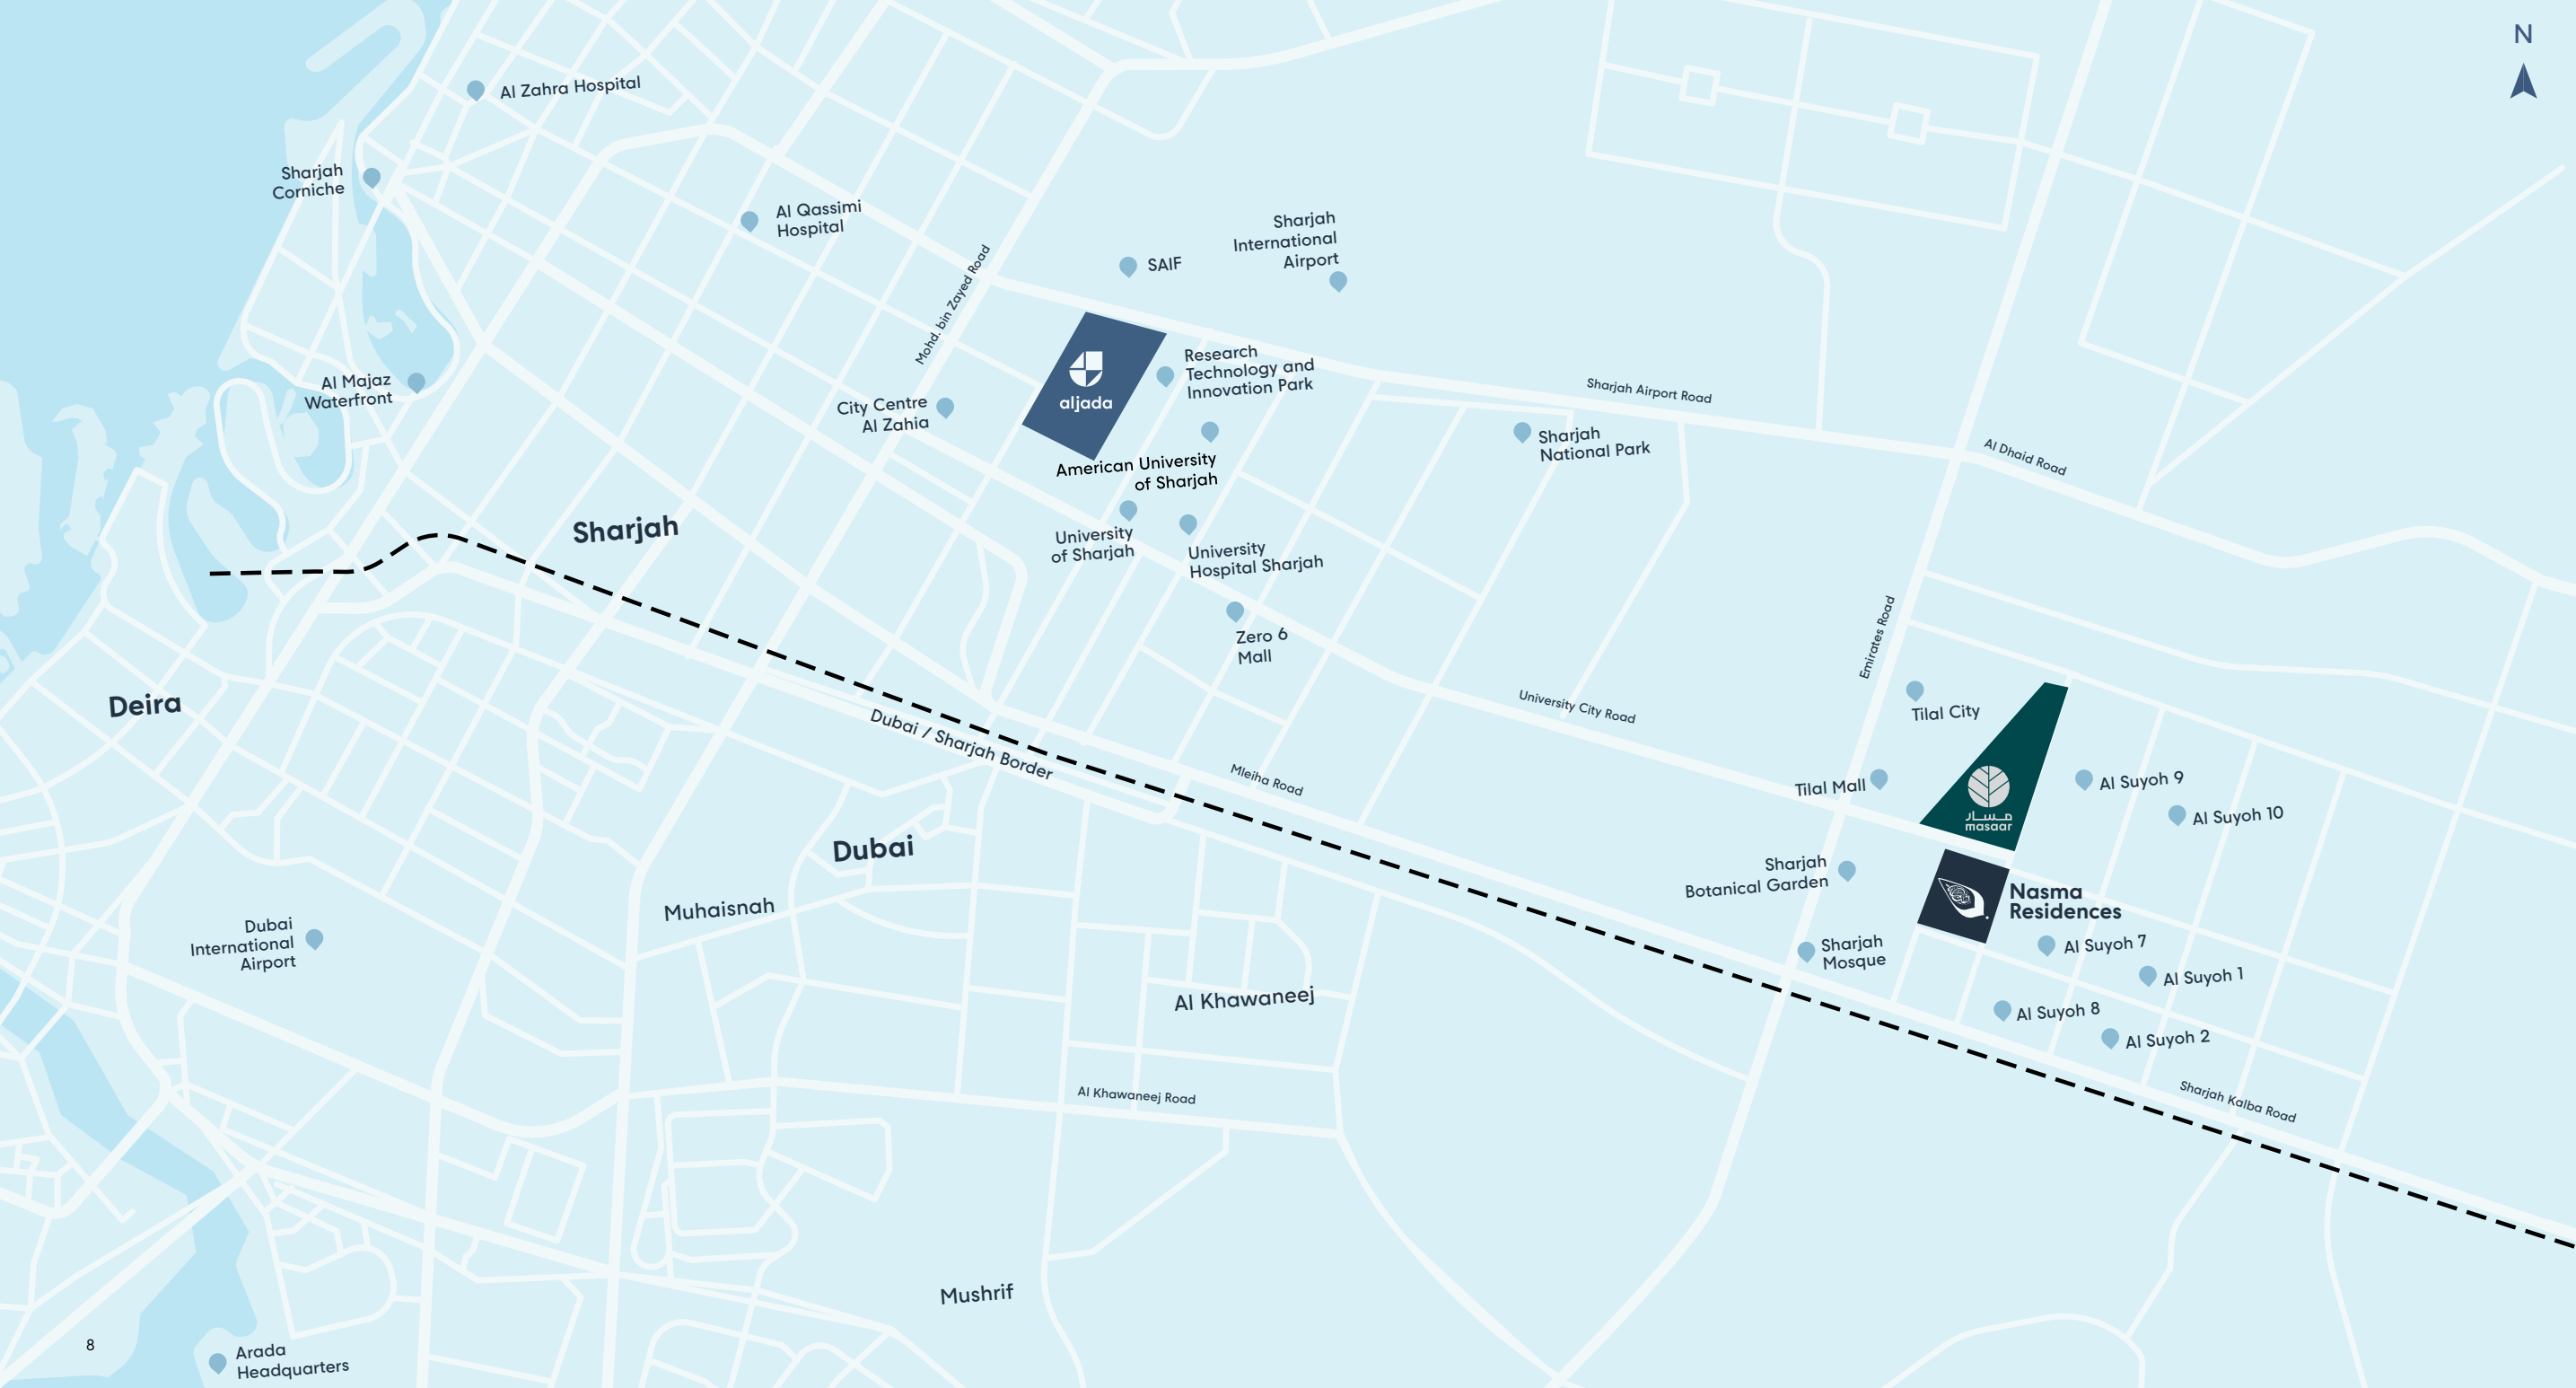 N
Al Zahra Hospital
Sharjah
Corniche
Al Qassimi
Hospital
Mohd. bin Zayed Road
SAIF
Sharjah
International
Airport
aljada
Research
Technology and
Innovation Park
Al Majaz
Waterfront
City Centre
Al Zahia
Sharjah Airport Road
American University
of Sharjah
Sharjah
National Park
Al Dhaid Road
Sharjah
University
of Sharjah
University
Hospital Sharjah
Zero 6
Mall
Emirates Road
Deira
Dubai / Sharjah Border
University City Road
Tilal City
Mleiha Road
Tilal Mall
مسار
masaar
Al Suyoh 9
Al Suyoh 10
Dubai
Muhaisnah
Sharjah
Botanical Garden
Nasma
Residences
Dubai
International
Airport
Sharjah
Mosque
Al Suyoh 7
Al Suyoh 1
Al Khawaneej
Al Suyoh 8
Al Suyoh 2
Al Khawaneej Road
Sharjah Kalba Road
Mushrif
8
Arada
Headquarters